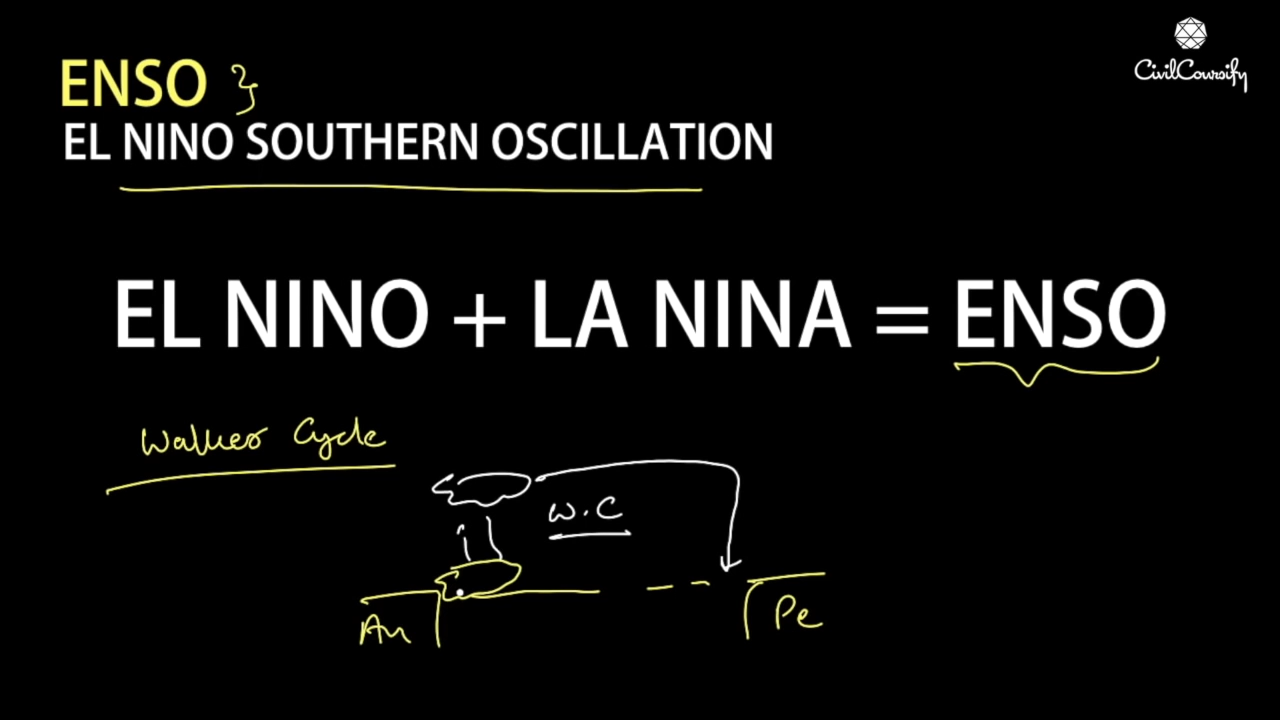 CivilCoursify
ENSO
EL NINO SOUTHERN OSCILLATION
EL NINO + LA NINA = ENSO
Walker Cycle
W.C
Au
Pe